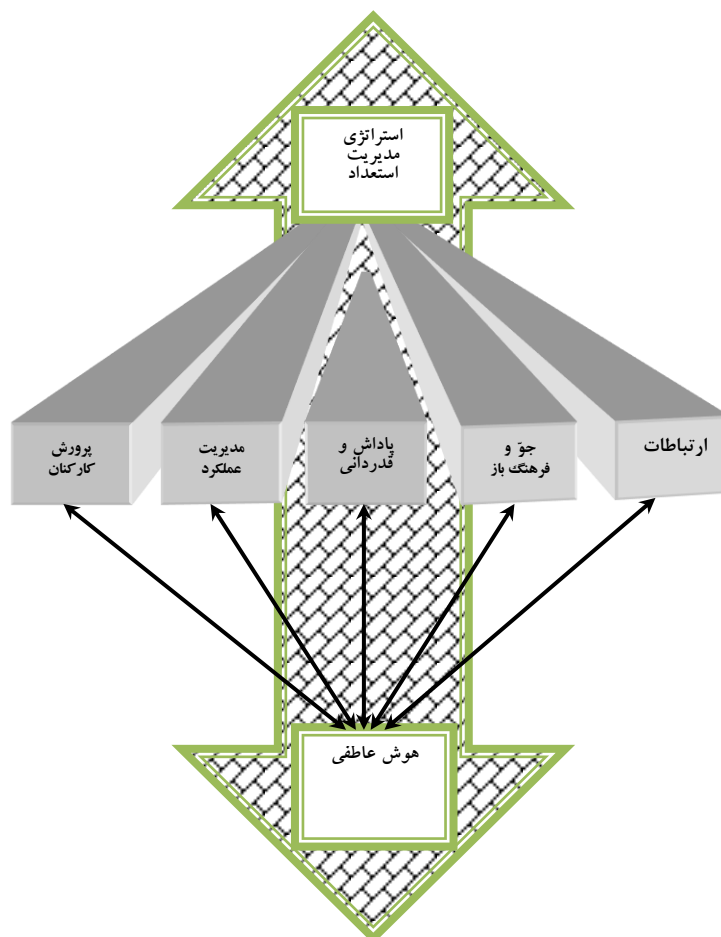 استراتژی
مدیریت
استعداد
ارتباطات
جوّ و
فرهنگ باز
پاداش و
قدردانی
مدیریت
عملکرد
پرورش
کارکنان
هوش عاطفی